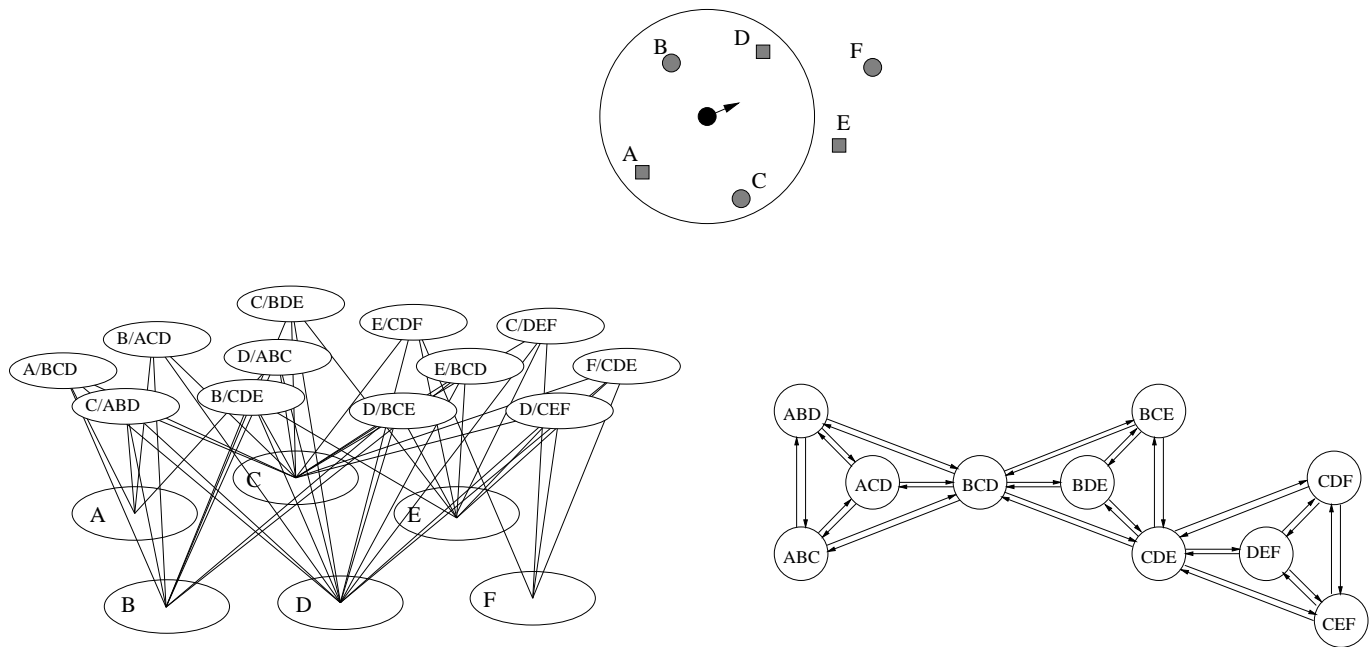 B
D
F
E
A
C
C/BDE
E/CDF
C/DEF
B/ACD
D/ABC
E/BCD
F/CDE
A/BCD
C/ABD
B/CDE
D/BCE
D/CEF
C
A
E
B
D
F
ABD
BCE
ACD
BCD
BDE
CDF
ABC
CDE
DEF
CEF